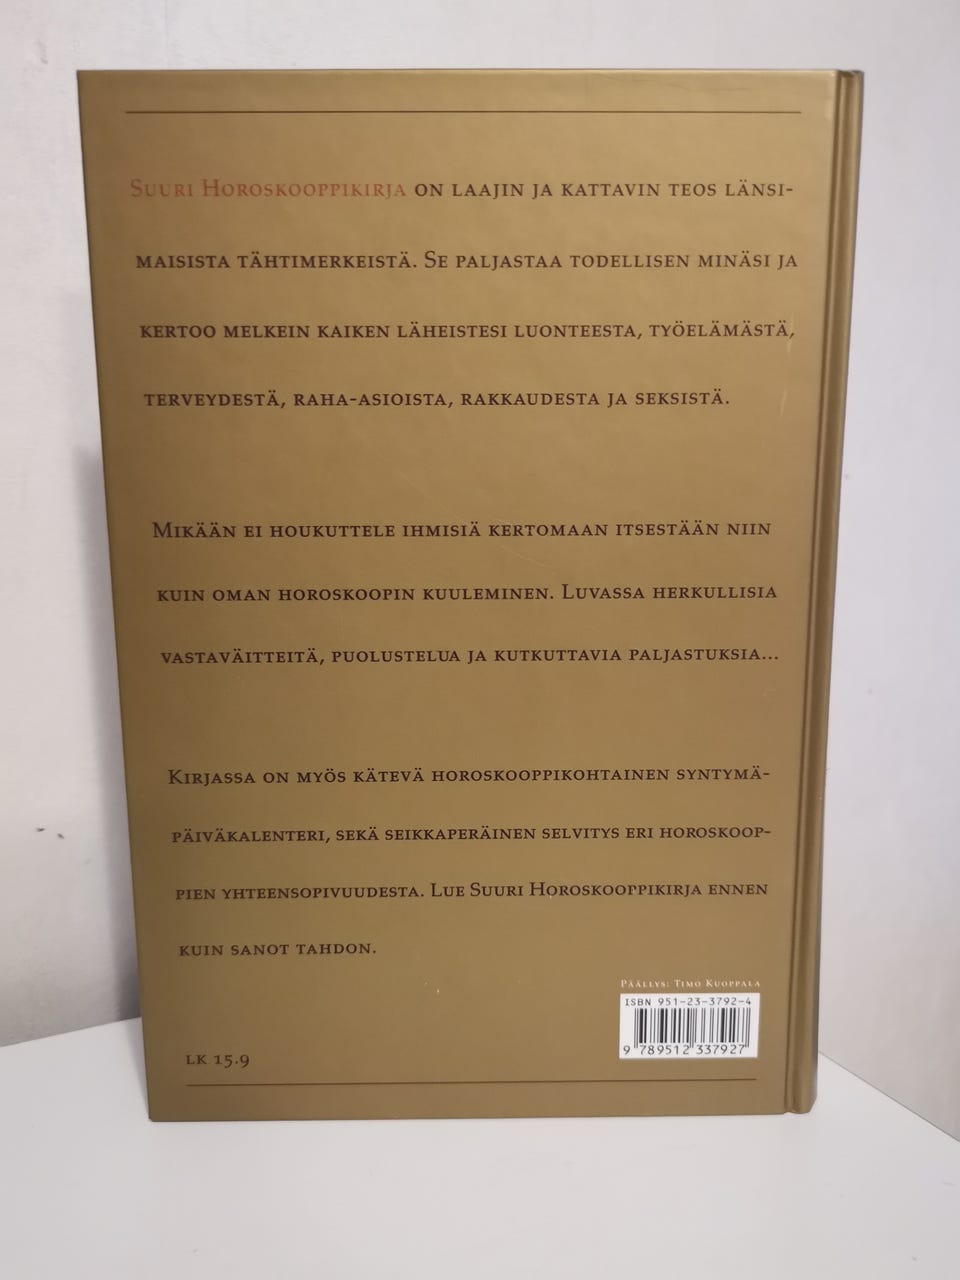 Suuri Horoskooppikirja on laajin ja kattavin teos länsi-
maisista tähtimerkeistä. Se paljastaa todellisen minäsi ja
kertoo melkein kaiken läheistesi luonteesta, työelämästä,
terveydestä, raha-asioista, rakkaudesta ja seksistä.
Mikään ei houkuttele ihmisiä kertomaan itsestään niin
kuin oman horoskoopin kuuleminen. Luvassa herkullisia
vastaväitteitä, puolustelua ja kutkuttavia paljastuksia...
Kirjassa on myös kätevä horoskooppikohtainen syntymä-
päiväkalenteri, sekä seikkaperäinen selvitys eri horoskoop-
pien yhteensopivuudesta. Lue Suuri Horoskooppikirja ennen
kuin sanot tahdon.
Päällys: Timo Kuoppala
ISBN 951-23-3792-4
9 789512 337927
LK 15.9